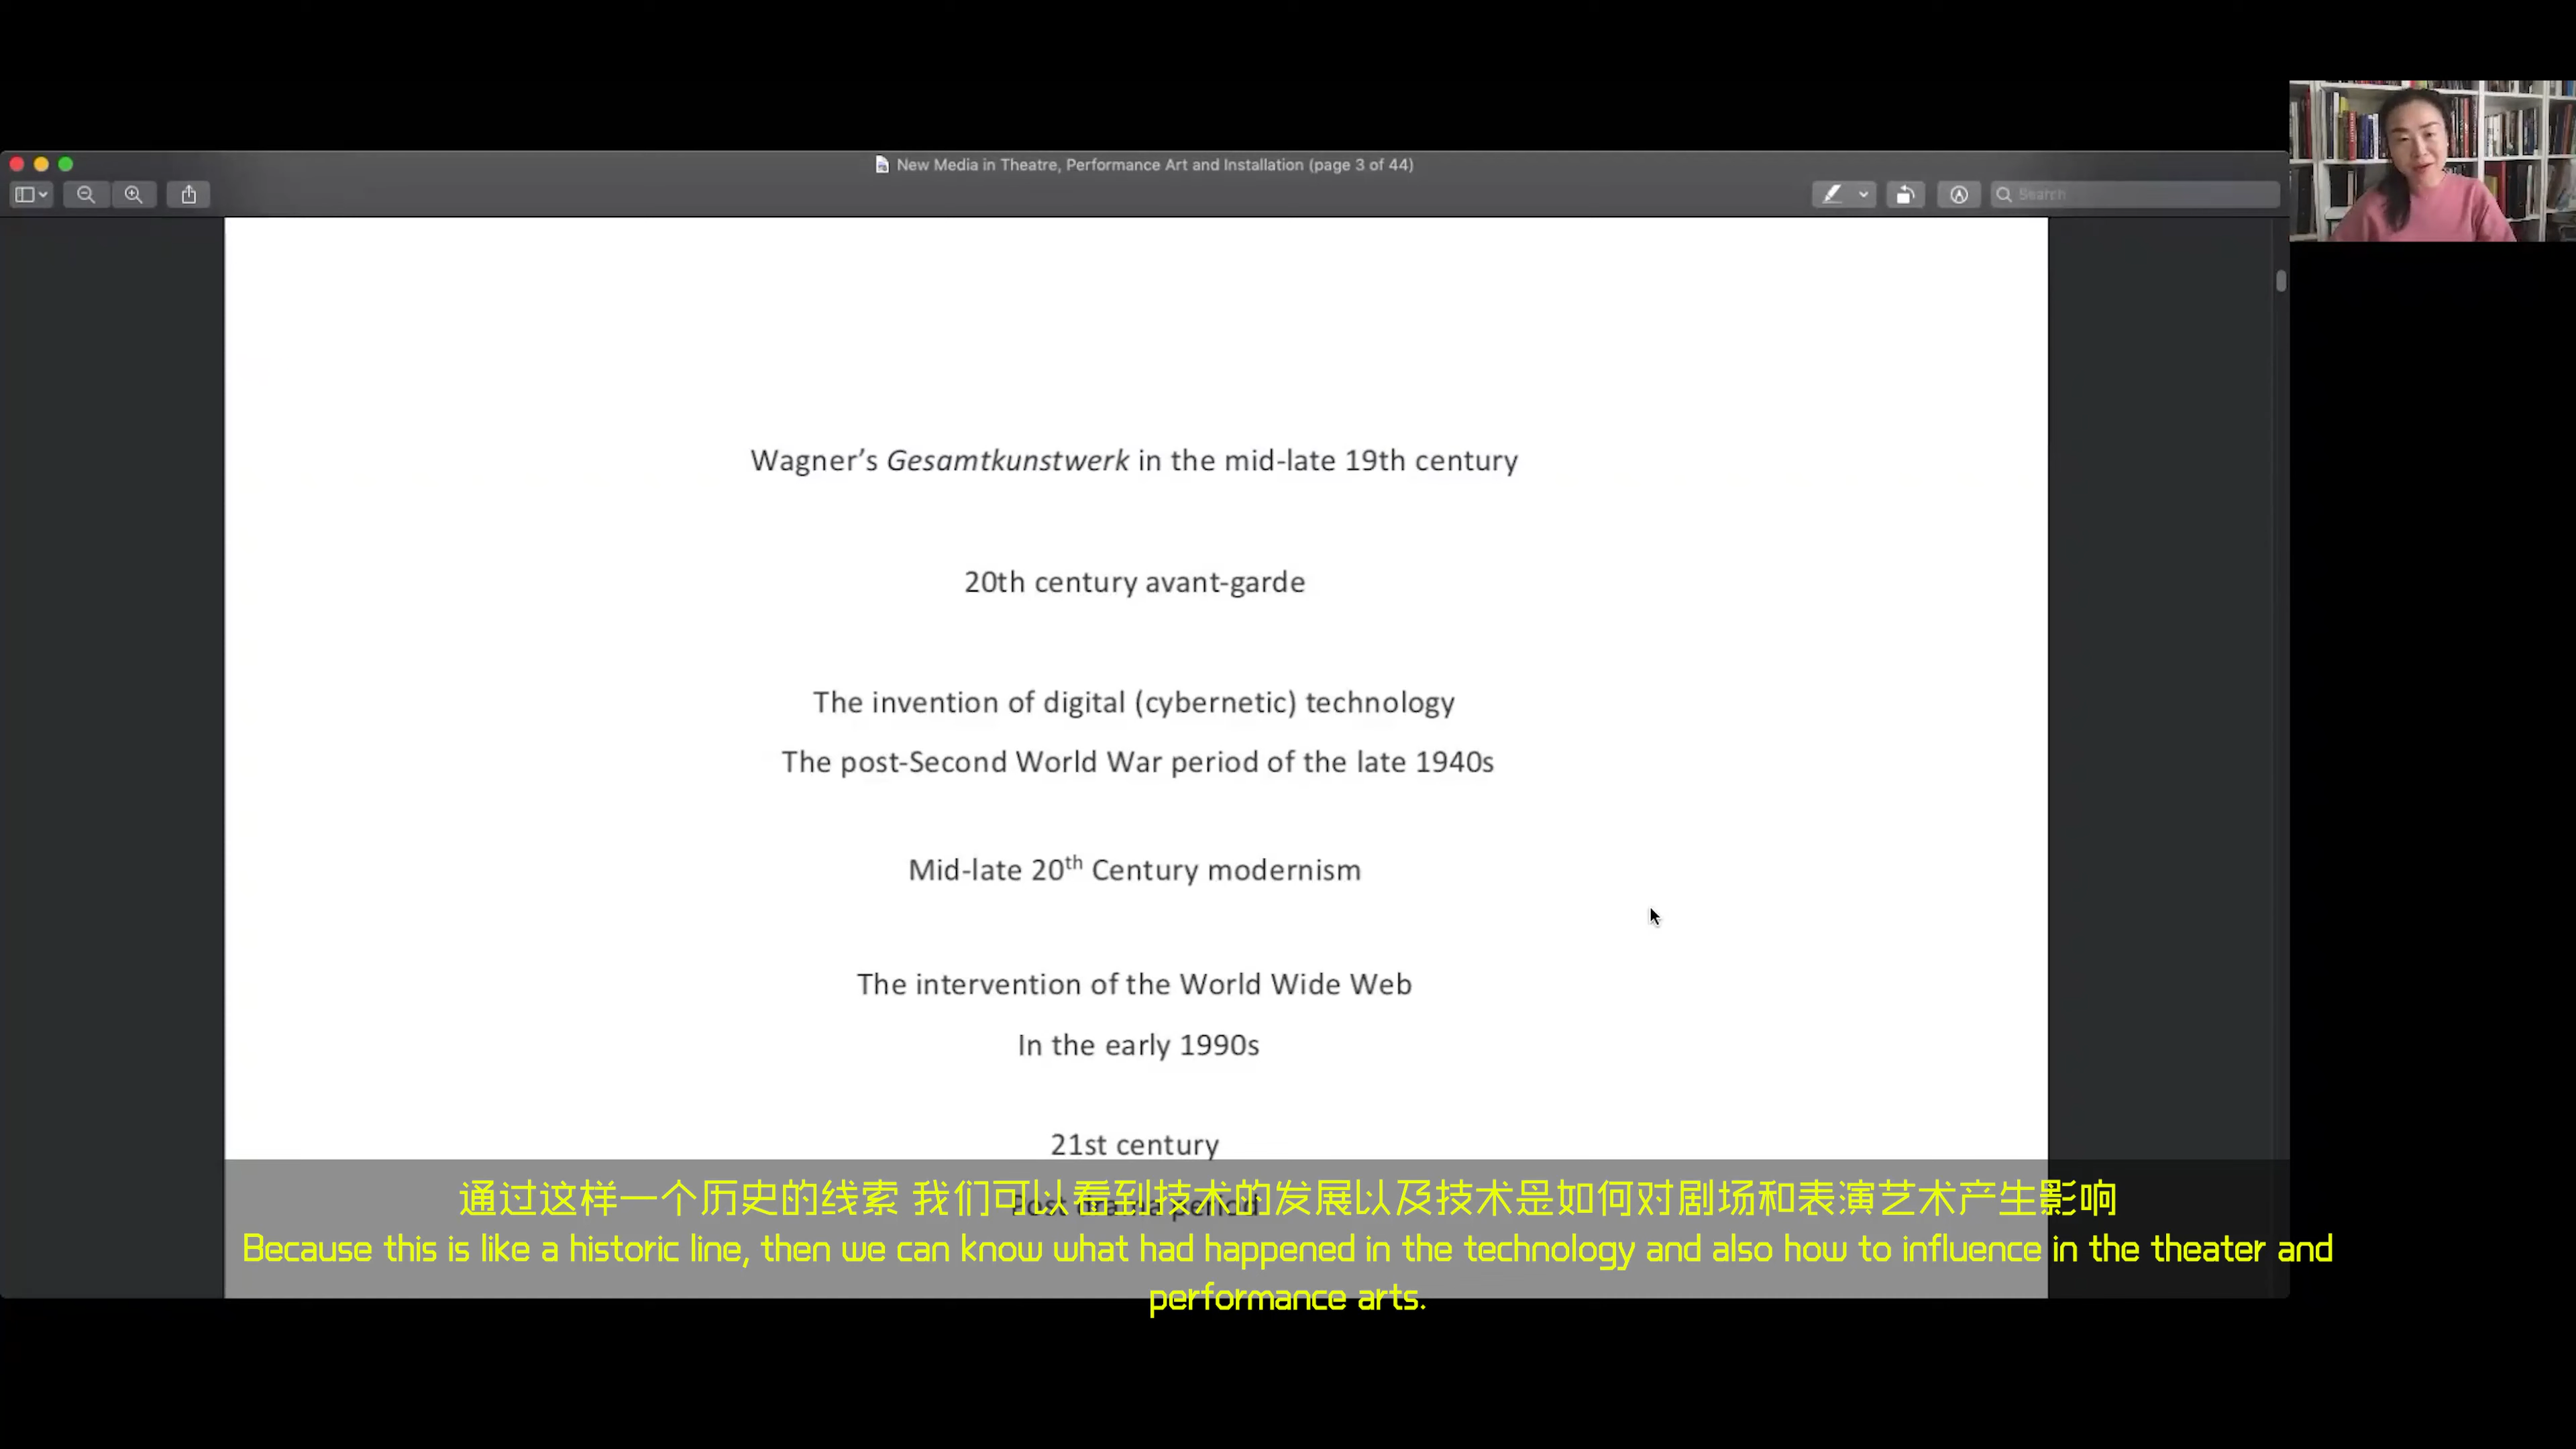 New Media in Theatre, Performance Art and Installation (page 3 of 44)
Search
Wagner’s Gesamtkunstwerk in the mid-late 19th century
20th century avant-garde
The invention of digital (cybernetic) technology
The post-Second World War period of the late 1940s
Mid-late 20th Century modernism
The intervention of the World Wide Web
In the early 1990s
21st century
Post drama period
通过这样一个历史的线索 我们可以看到技术的发展以及技术是如何对剧场和表演艺术产生影响
Because this is like a historic line, then we can know what had happened in the technology and also how to influence in the theater and
performance arts.